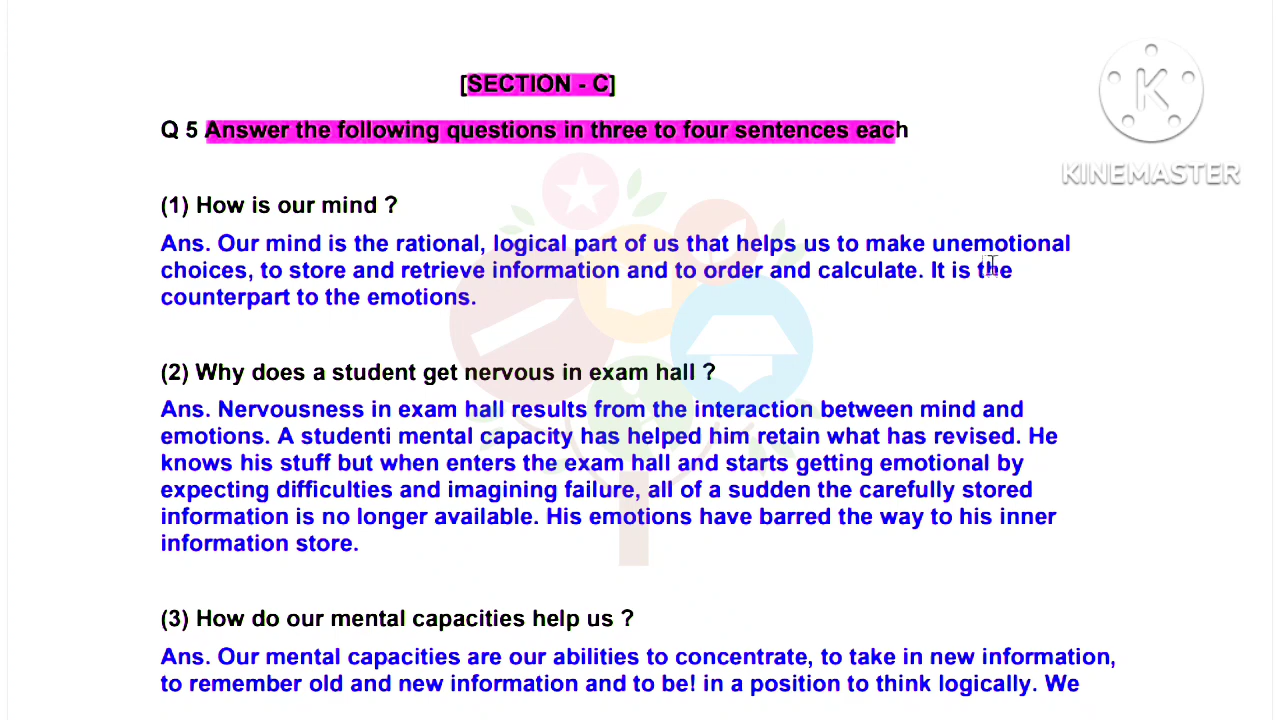 [SECTION - C]
K
KINEMASTER
Q 5 Answer the following questions in three to four sentences each
(1) How is our mind ?
Ans. Our mind is the rational, logical part of us that helps us to make unemotional
choices, to store and retrieve information and to order and calculate. It is the
counterpart to the emotions.
(2) Why does a student get nervous in exam hall ?
Ans. Nervousness in exam hall results from the interaction between mind and
emotions. A studenti mental capacity has helped him retain what has revised. He
knows his stuff but when enters the exam hall and starts getting emotional by
expecting difficulties and imagining failure, all of a sudden the carefully stored
information is no longer available. His emotions have barred the way to his inner
information store.
(3) How do our mental capacities help us ?
Ans. Our mental capacities are our abilities to concentrate, to take in new information,
to remember old and new information and to be! in a position to think logically. We